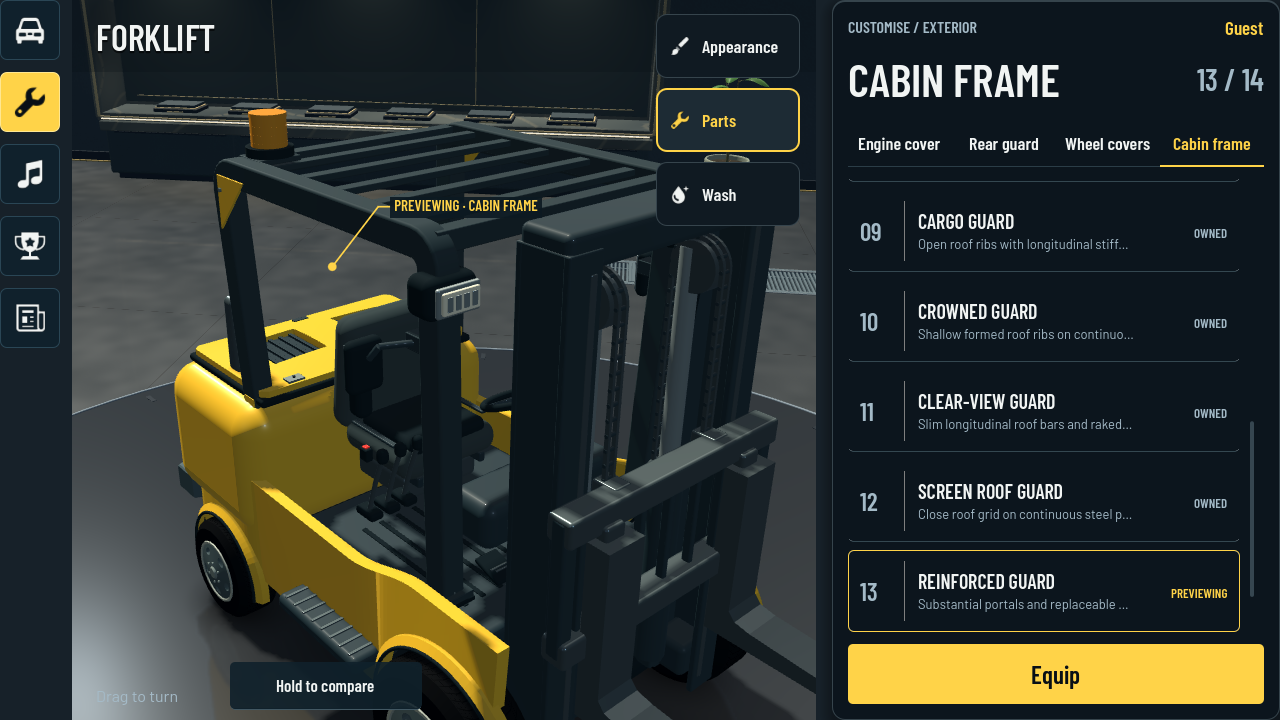 FORKLIFT
Appearance
Parts
Wash
PREVIEWING · CABIN FRAME
Hold to compare
Drag to turn
CUSTOMISE / EXTERIOR
Guest
CABIN FRAME
13 / 14
Engine cover
Rear guard
Wheel covers
Cabin frame
09
CARGO GUARD
Open roof ribs with longitudinal stiff...
OWNED
10
CROWNED GUARD
Shallow formed roof ribs on continuo...
OWNED
11
CLEAR-VIEW GUARD
Slim longitudinal roof bars and raked...
OWNED
12
SCREEN ROOF GUARD
Close roof grid on continuous steel p...
OWNED
13
REINFORCED GUARD
Substantial portals and replaceable ...
PREVIEWING
Equip